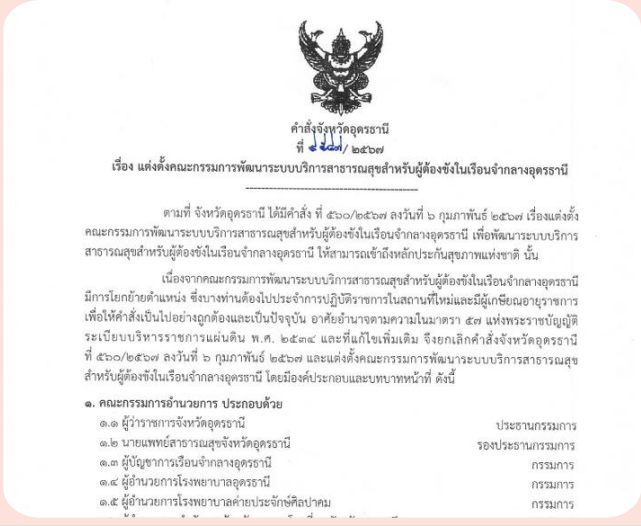 คำสั่งจังหวัดอุดรธานี
ที่ / ๒๕๖๗
เรื่อง แต่งตั้งคณะกรรมการพัฒนาระบบบริการสาธารณสุขสำหรับผู้ต้องขังในเรือนจำกลางอุดรธานี
ตามที่ จังหวัดอุดรธานี ได้มีคำสั่ง ที่ ๕๖๐/๒๕๖๗ ลงวันที่ ๖ กุมภาพันธ์ ๒๕๖๗ เรื่องแต่งตั้ง
คณะกรรมการพัฒนาระบบบริการสาธารณสุขสำหรับผู้ต้องขังในเรือนจำกลางอุดรธานี เพื่อพัฒนาระบบบริการ
สาธารณสุขสำหรับผู้ต้องขังในเรือนจำกลางอุดรธานี ให้สามารถเข้าถึงหลักประกันสุขภาพแห่งชาติ นั้น
เนื่องจากคณะกรรมการพัฒนาระบบบริการสาธารณสุขสำหรับผู้ต้องขังในเรือนจำกลางอุดรธานี
มีการโยกย้ายตำแหน่ง ซึ่งบางท่านต้องไปประจำการปฏิบัติราชการในสถานที่ใหม่และมีผู้เกษียณอายุราชการ
เพื่อให้คำสั่งเป็นไปอย่างถูกต้องและเป็นปัจจุบัน อาศัยอำนาจตามความในมาตรา ๕๗ แห่งพระราชบัญญัติ
ระเบียบบริหารราชการแผ่นดิน พ.ศ. ๒๕๓๔ และที่แก้ไขเพิ่มเติม จึงยกเลิกคำสั่งจังหวัดอุดรธานี
ที่ ๕๖๐/๒๕๖๗ ลงวันที่ ๖ กุมภาพันธ์ ๒๕๖๗ และแต่งตั้งคณะกรรมการพัฒนาระบบบริการสาธารณสุข
สำหรับผู้ต้องขังในเรือนจำกลางอุดรธานี โดยมีองค์ประกอบและบทบาทหน้าที่ ดังนี้
๑. คณะกรรมการอำนวยการ ประกอบด้วย
๑.๑ ผู้ว่าราชการจังหวัดอุดรธานี ประธานกรรมการ
๑.๒ นายแพทย์สาธารณสุขจังหวัดอุดรธานี รองประธานกรรมการ
๑.๓ ผู้บัญชาการเรือนจำกลางอุดรธานี กรรมการ
๑.๔ ผู้อำนวยการโรงพยาบาลอุดรธานี กรรมการ
๑.๕ ผู้อำนวยการโรงพยาบาลค่ายประจักษ์ศิลปาคม กรรมการ